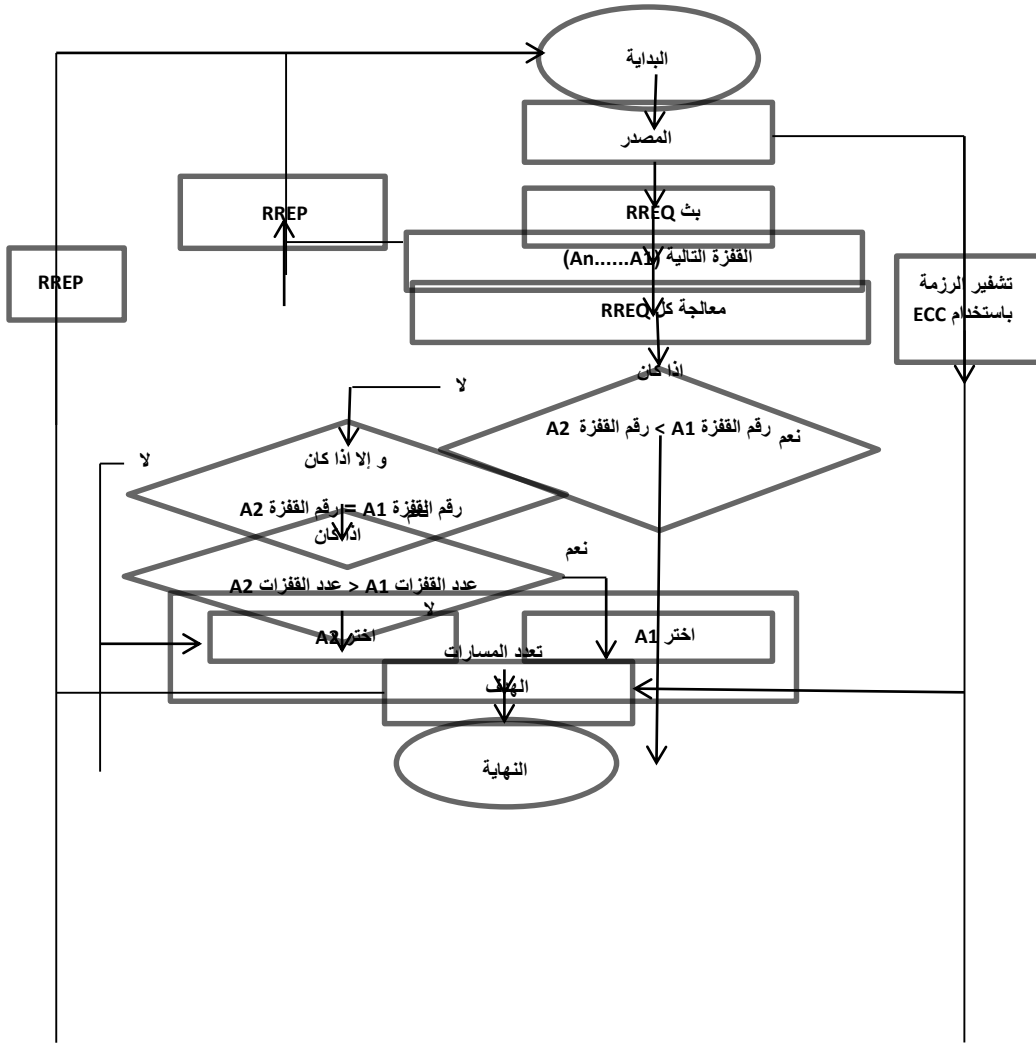 البداية
المصدر
بث RREQ
RREP
القفزة التالية (An......A1)
RREP
تشفير الرزمة
باستخدام ECC
معالجة كل RREQ
اذا كان
لا
رقم القفزة A1 > رقم القفزة A2
نعم
و إلا اذا كان
لا
رقم القفزة A1 = رقم القفزة A2
نعم
اذا كان
نعم
عدد القفزات A1 < عدد القفزات A2
لا
اختر A1
اختر A2
تعدد المسارات
الهدف
النهاية